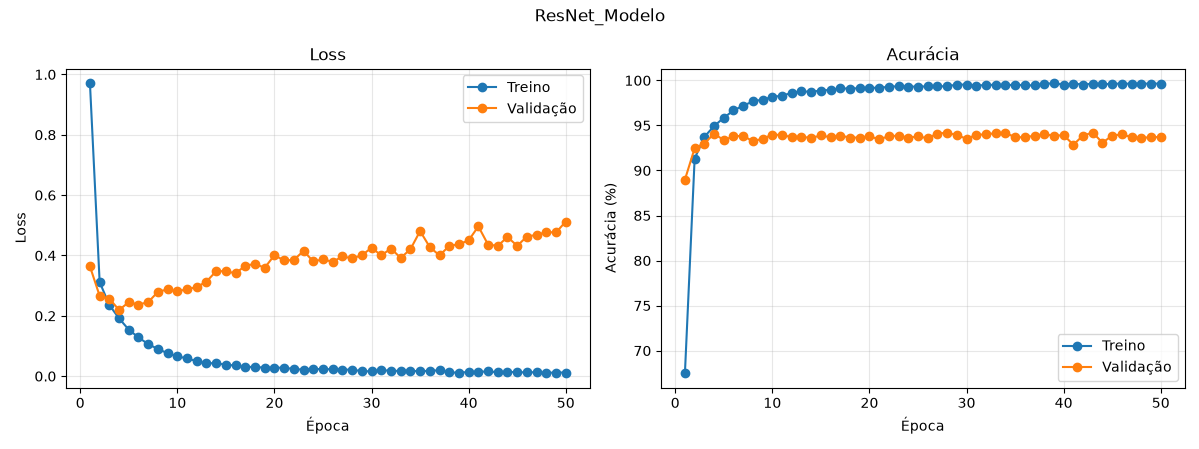 ResNet_Modelo
Loss
Treino
Validação
1.0
0.8
0.6
0.4
0.2
0.0
Loss
0 10 20 30 40 50
Época
Acurácia
100
95
90
85
80
75
70
Acurácia (%)
Treino
Validação
0 10 20 30 40 50
Época